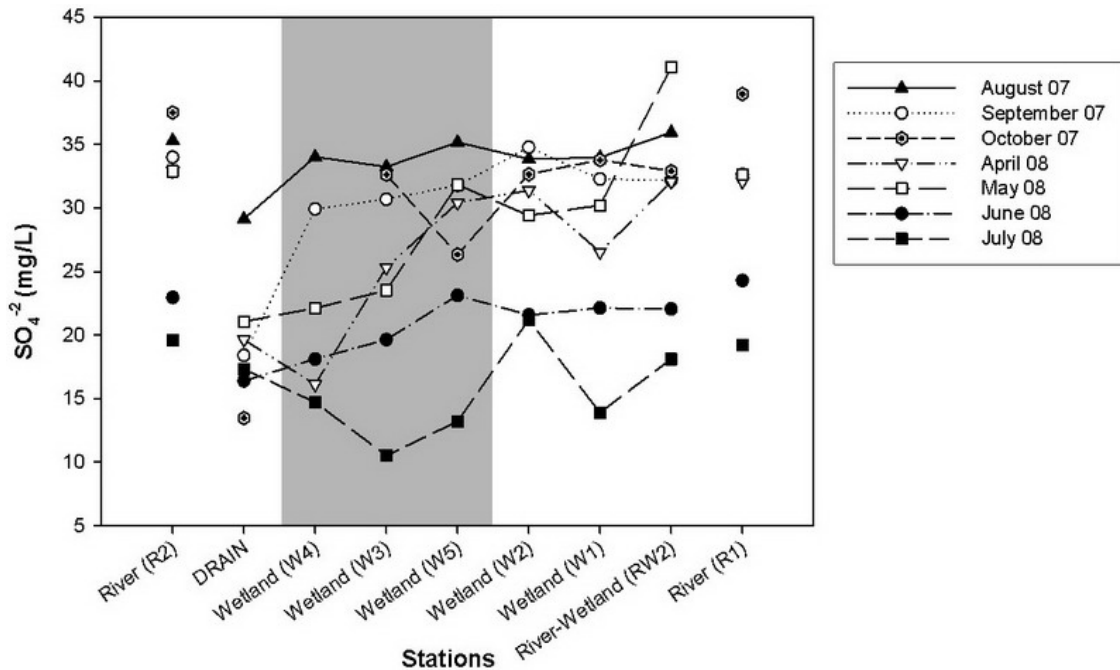 45
40
35
30
25
20
15
10
5
SO₄⁻² (mg/L)
River (R2)
DRAIN
Wetland (W4)
Wetland (W3)
Wetland (W5)
Wetland (W2)
Wetland (W1)
River-Wetland (RW2)
River (R1)
Stations
August 07
September 07
October 07
April 08
May 08
June 08
July 08